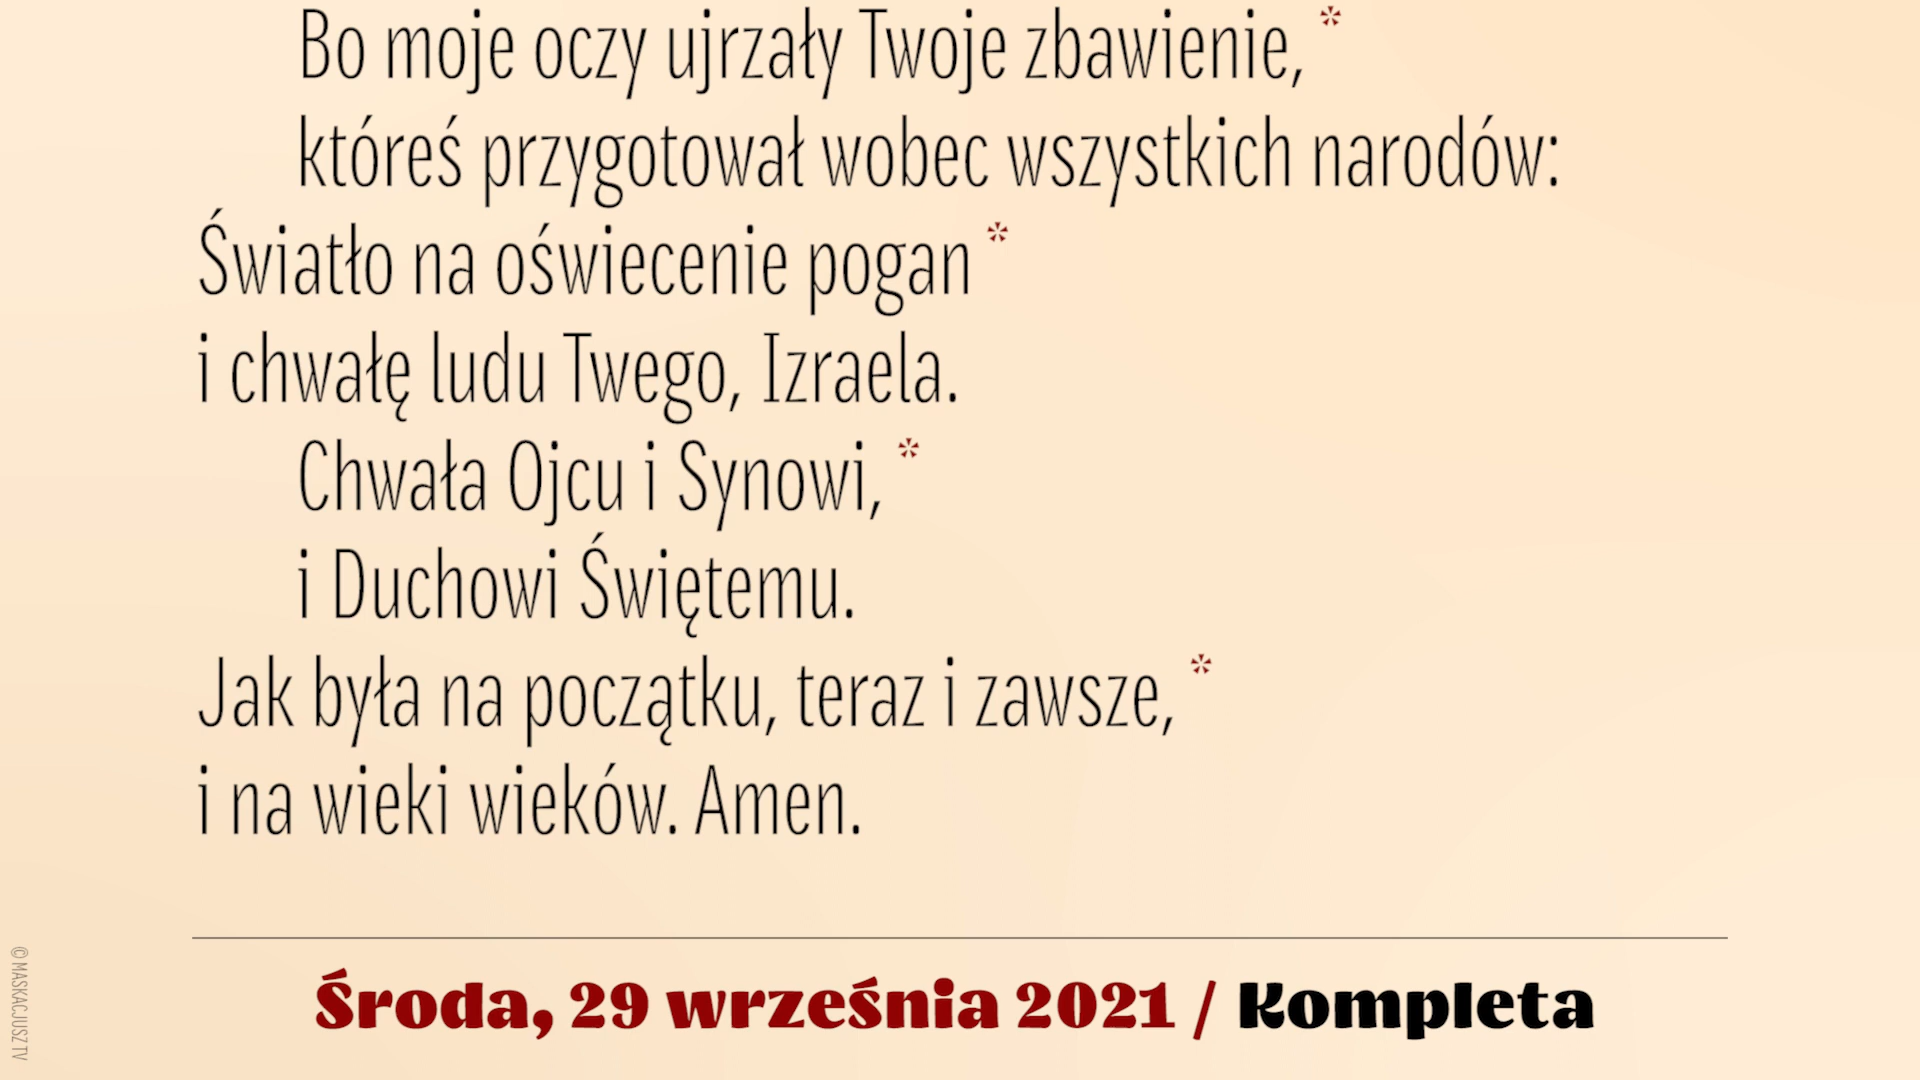 Bo moje oczy ujrzały Twoje zbawienie, *
któreś przygotował wobec wszystkich narodów:
Światło na oświecenie pogan *
i chwałę ludu Twego, Izraela.
Chwała Ojcu i Synowi, *
i Duchowi Świętemu.
Jak była na początku, teraz i zawsze, *
i na wieki wieków. Amen.
Środa, 29 września 2021 / Kompleta
© MASKACJUSZ TV